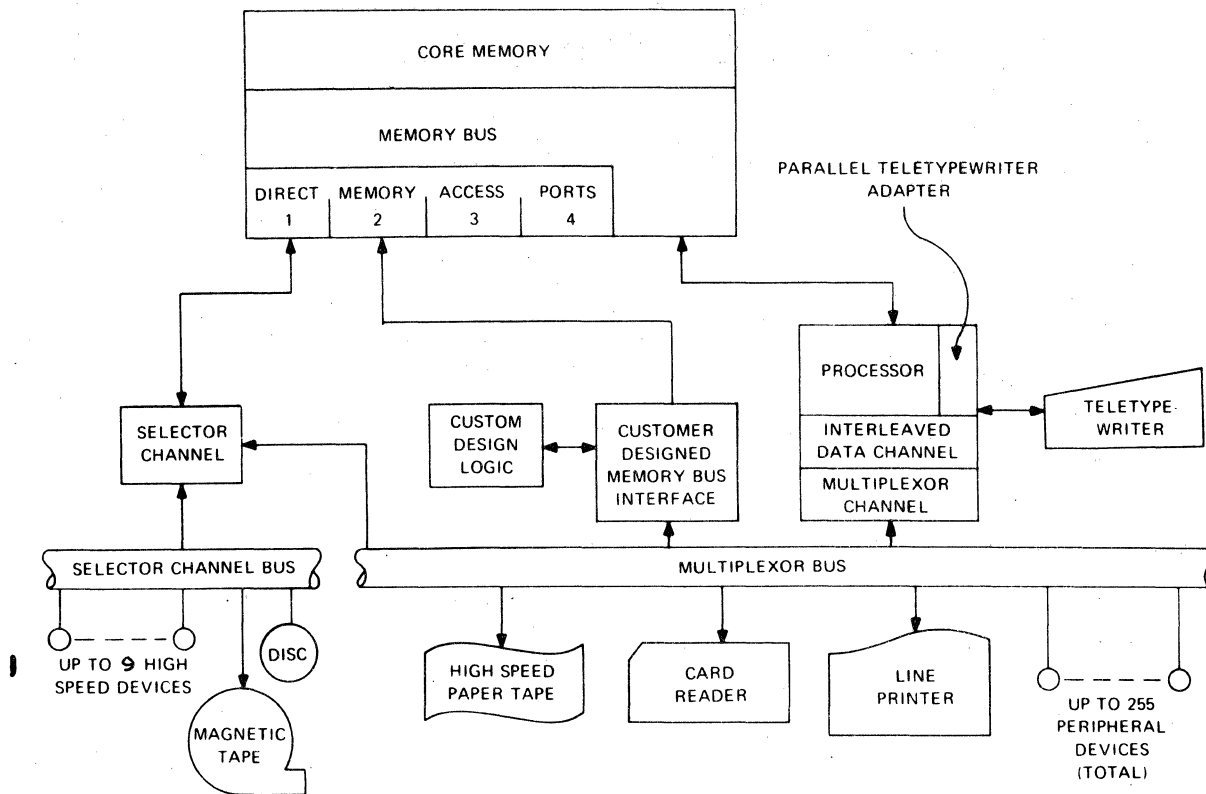 CORE MEMORY
MEMORY BUS
DIRECT MEMORY ACCESS PORTS
1 2 3 4
PARALLEL TELETYPEWRITER
ADAPTER
PROCESSOR
INTERLEAVED
DATA CHANNEL
MULTIPLEXOR
CHANNEL
TELETYPE-
WRITER
SELECTOR
CHANNEL
CUSTOM
DESIGN
LOGIC
CUSTOMER
DESIGNED
MEMORY BUS
INTERFACE
SELECTOR CHANNEL BUS
MULTIPLEXOR BUS
UP TO 9 HIGH
SPEED DEVICES
DISC
MAGNETIC
TAPE
HIGH SPEED
PAPER TAPE
CARD
READER
LINE
PRINTER
UP TO 255
PERIPHERAL
DEVICES
(TOTAL)